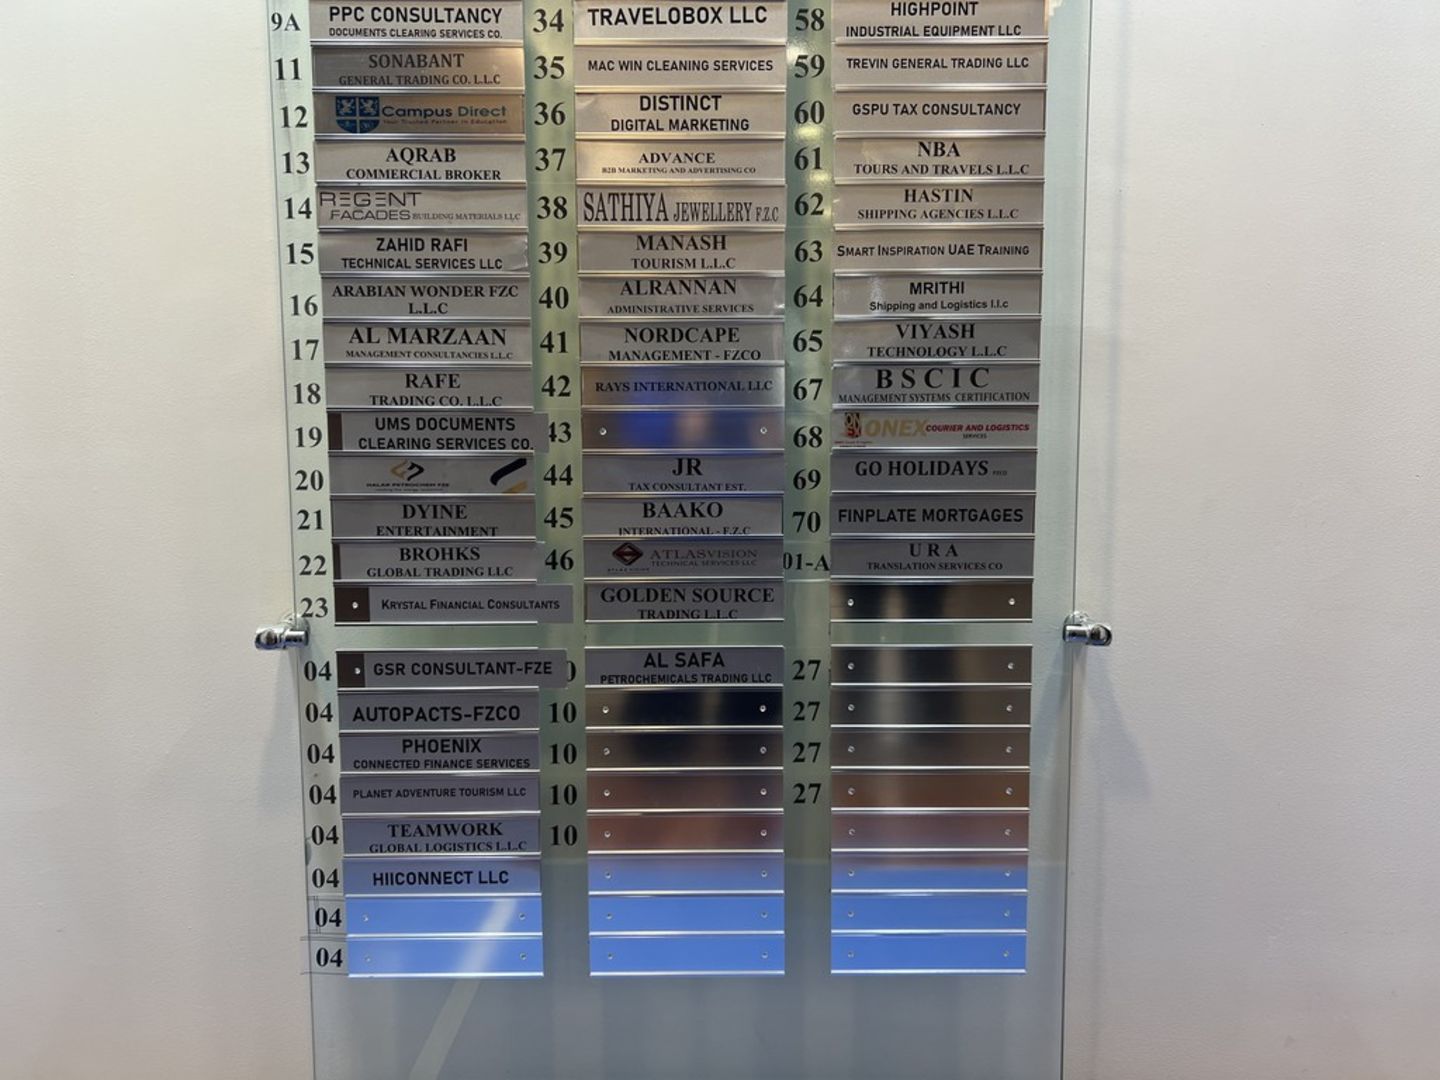 9A PPC CONSULTANCY
DOCUMENTS CLEARING SERVICES CO.
11 SONABANT
GENERAL TRADING CO. L.L.C
12 Campus Direct
Your Trusted Partner in Education
13 AQRAB
COMMERCIAL BROKER
14 REGENT
FACADES BUILDING MATERIALS LLC
15 ZAHID RAFI
TECHNICAL SERVICES LLC
16 ARABIAN WONDER FZC
L.L.C
17 AL MARZAAN
MANAGEMENT CONSULTANCIES L.L.C
18 RAFE
TRADING CO. L.L.C
19 UMS DOCUMENTS
CLEARING SERVICES CO.
20 HALAK PETROCHEM FZE
21 DYINE
ENTERTAINMENT
22 BROHKS
GLOBAL TRADING LLC
23 KRYSTAL FINANCIAL CONSULTANTS
04 GSR CONSULTANT-FZE
04 AUTOPACTS-FZCO
04 PHOENIX
CONNECTED FINANCE SERVICES
04 PLANET ADVENTURE TOURISM LLC
04 TEAMWORK
GLOBAL LOGISTICS L.L.C
04 HIICONNECT LLC
04
04
34 TRAVELOBOX LLC
35 MAC WIN CLEANING SERVICES
36 DISTINCT
DIGITAL MARKETING
37 ADVANCE
B2B MARKETING AND ADVERTISING CO
38 SATHIYA JEWELLERY F.Z.C
39 MANASH
TOURISM L.L.C
40 ALRANNAN
ADMINISTRATIVE SERVICES
41 NORDCAPE
MANAGEMENT - FZCO
42 RAYS INTERNATIONAL LLC
43
44 JR
TAX CONSULTANT EST.
45 BAAKO
INTERNATIONAL - F.Z.C
46 ATLASVISION
TECHNICAL SERVICES LLC
GOLDEN SOURCE
TRADING L.L.C
0 AL SAFA
PETROCHEMICALS TRADING LLC
10
10
10
10
58 HIGHPOINT
INDUSTRIAL EQUIPMENT LLC
59 TREVIN GENERAL TRADING LLC
60 GSPU TAX CONSULTANCY
61 NBA
TOURS AND TRAVELS L.L.C
62 HASTIN
SHIPPING AGENCIES L.L.C
63 SMART INSPIRATION UAE TRAINING
64 MRITHI
Shipping and Logistics l.l.c
65 VIYASH
TECHNOLOGY L.L.C
67 BSCIC
MANAGEMENT SYSTEMS CERTIFICATION
68 ONEX COURIER AND LOGISTICS
SERVICES
69 GO HOLIDAYS FZCO
70 FINPLATE MORTGAGES
01-A URA
TRANSLATION SERVICES CO
27
27
27
27